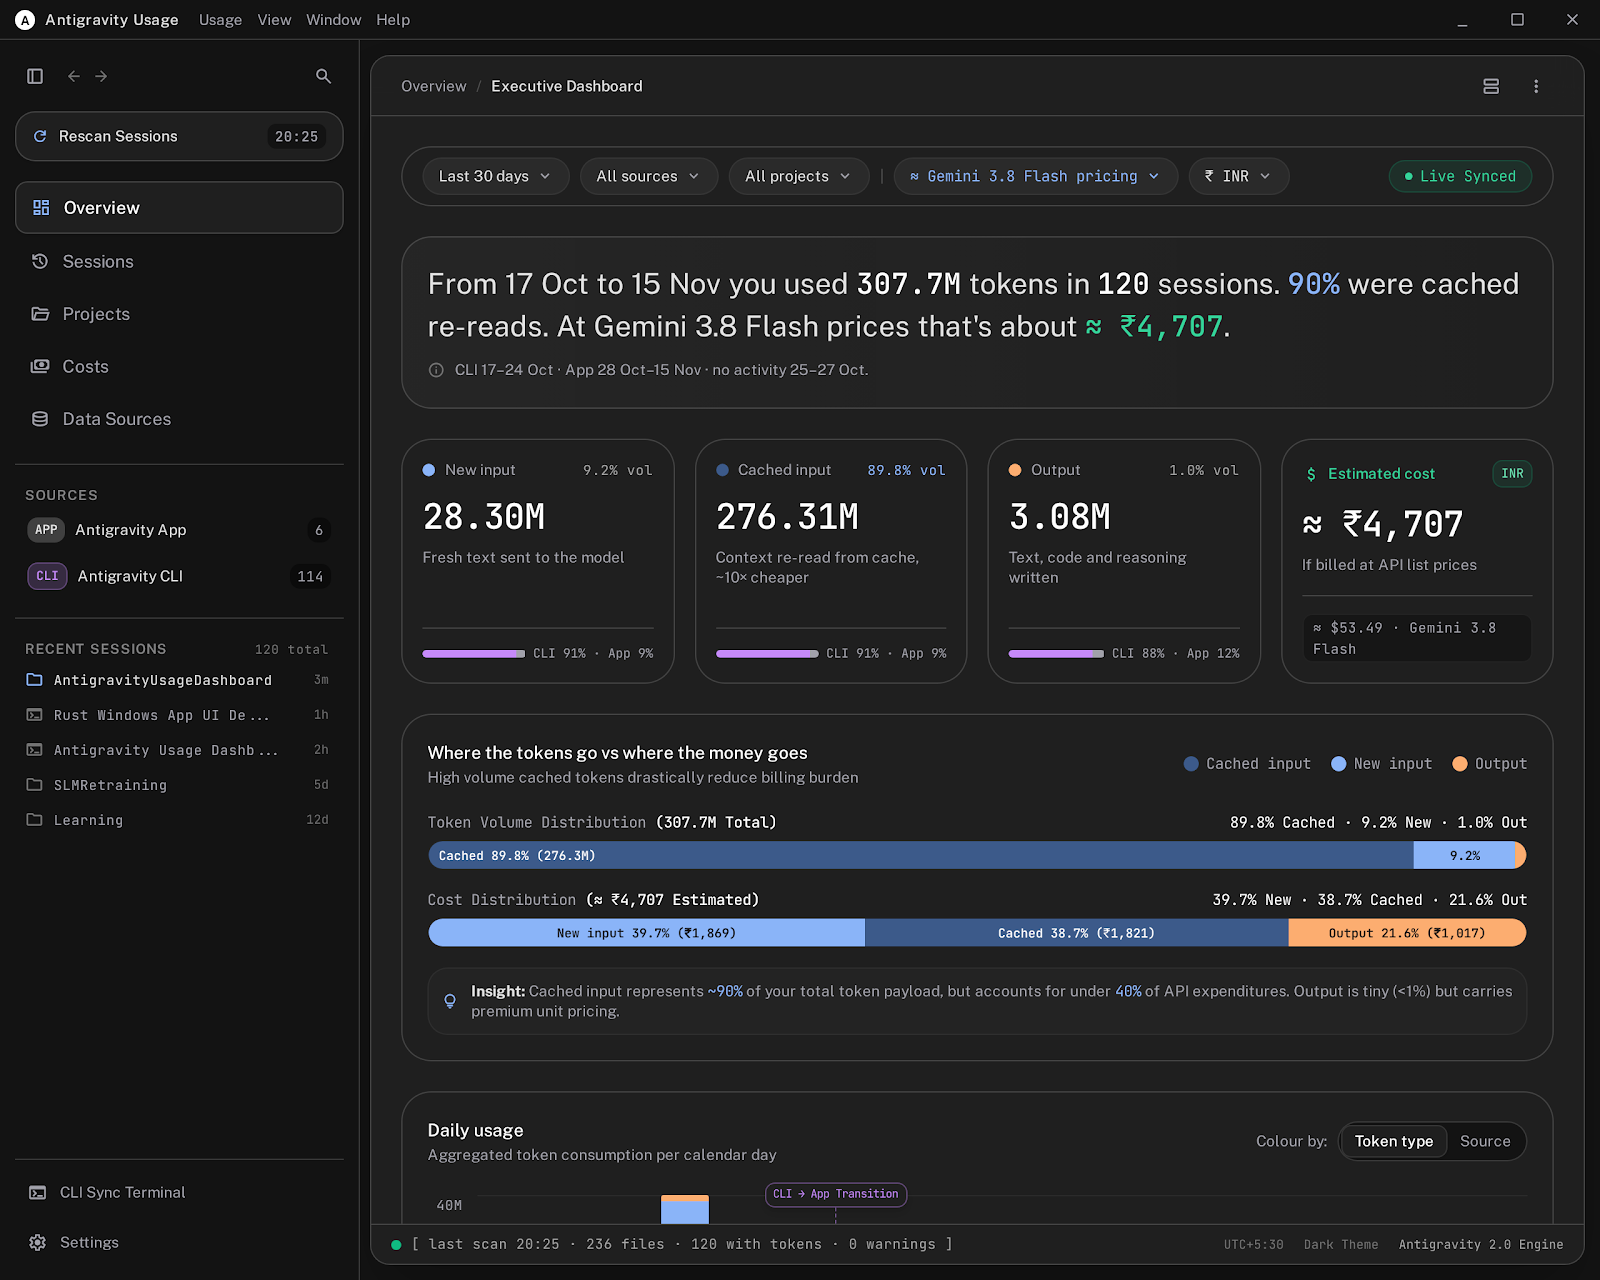 A Antigravity Usage Usage View Window Help
Rescan Sessions 20:25
Overview
Sessions
Projects
Costs
Data Sources
SOURCES
APP Antigravity App 6
CLI Antigravity CLI 114
RECENT SESSIONS 120 total
AntigravityUsageDashboard 3m
Rust Windows App UI De... 1h
Antigravity Usage Dashb... 2h
SLMRetraining 5d
Learning 12d
CLI Sync Terminal
Settings
Overview / Executive Dashboard
Last 30 days All sources All projects | ≈ Gemini 3.8 Flash pricing ₹ INR Live Synced
From 17 Oct to 15 Nov you used 307.7M tokens in 120 sessions. 90% were cached
re-reads. At Gemini 3.8 Flash prices that's about ≈ ₹4,707.
CLI 17–24 Oct · App 28 Oct–15 Nov · no activity 25–27 Oct.
New input 9.2% vol
28.30M
Fresh text sent to the model
CLI 91% · App 9%
Cached input 89.8% vol
276.31M
Context re-read from cache,
~10× cheaper
CLI 91% · App 9%
Output 1.0% vol
3.08M
Text, code and reasoning
written
CLI 88% · App 12%
$ Estimated cost INR
≈ ₹4,707
If billed at API list prices
≈ $53.49 · Gemini 3.8
Flash
Where the tokens go vs where the money goes
High volume cached tokens drastically reduce billing burden
Cached input New input Output
Token Volume Distribution (307.7M Total) 89.8% Cached · 9.2% New · 1.0% Out
Cached 89.8% (276.3M) 9.2%
Cost Distribution (≈ ₹4,707 Estimated) 39.7% New · 38.7% Cached · 21.6% Out
New input 39.7% (₹1,869) Cached 38.7% (₹1,821) Output 21.6% (₹1,017)
Insight: Cached input represents ~90% of your total token payload, but accounts for under 40% of API expenditures. Output is tiny (<1%) but carries
premium unit pricing.
Daily usage
Aggregated token consumption per calendar day
Colour by: Token type Source
CLI → App Transition
40M
[ last scan 20:25 · 236 files · 120 with tokens · 0 warnings ] UTC+5:30 Dark Theme Antigravity 2.0 Engine